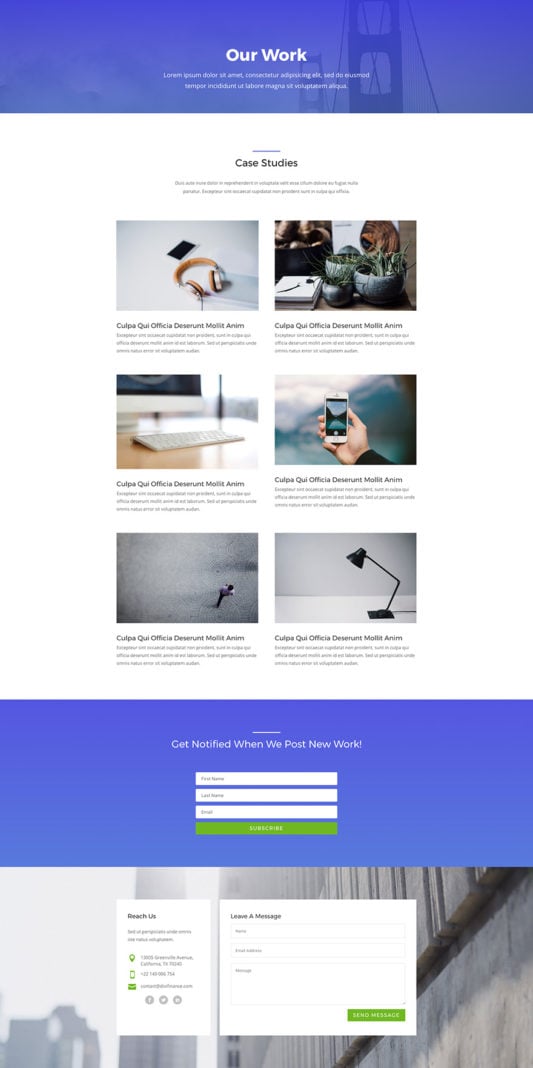 Our Work
Lorem ipsum dolor sit amet, consectetur adipisicing elit, sed do eiusmod
tempor incididunt ut labore magna sit voluptatem aliqua.
Case Studies
Duis aute irure dolor in reprehenderit in voluptate velit esse cillum dolore eu fugiat nulla
pariatur. Excepteur sint occaecat cupidatat non proident sunt in culpa qui officia.
Culpa Qui Officia Deserunt Mollit Anim
Excepteur sint occaecat cupidatat non proident, sunt in culpa qui
officia deserunt mollit anim id est laborum. Sed ut perspiciatis unde
omnis natus error sit voluptatem audan.
Culpa Qui Officia Deserunt Mollit Anim
Excepteur sint occaecat cupidatat non proident, sunt in culpa qui
officia deserunt mollit anim id est laborum. Sed ut perspiciatis unde
omnis natus error sit voluptatem audan.
Culpa Qui Officia Deserunt Mollit Anim
Excepteur sint occaecat cupidatat non proident, sunt in culpa qui
officia deserunt mollit anim id est laborum. Sed ut perspiciatis unde
omnis natus error sit voluptatem audan.
Culpa Qui Officia Deserunt Mollit Anim
Excepteur sint occaecat cupidatat non proident, sunt in culpa qui
officia deserunt mollit anim id est laborum. Sed ut perspiciatis unde
omnis natus error sit voluptatem audan.
Culpa Qui Officia Deserunt Mollit Anim
Excepteur sint occaecat cupidatat non proident, sunt in culpa qui
officia deserunt mollit anim id est laborum. Sed ut perspiciatis unde
omnis natus error sit voluptatem audan.
Culpa Qui Officia Deserunt Mollit Anim
Excepteur sint occaecat cupidatat non proident, sunt in culpa qui
officia deserunt mollit anim id est laborum. Sed ut perspiciatis unde
omnis natus error sit voluptatem audan.
Get Notified When We Post New Work!
First Name
Last Name
Email
SUBSCRIBE
Reach Us
Sed ut perspiciatis unde omnis
iste natus voluptatem.
13005 Greenville Avenue,
California, TX 70240
+22 140 086 754
contact@divifinance.com
Leave A Message
Name
Email Address
Message
SEND MESSAGE